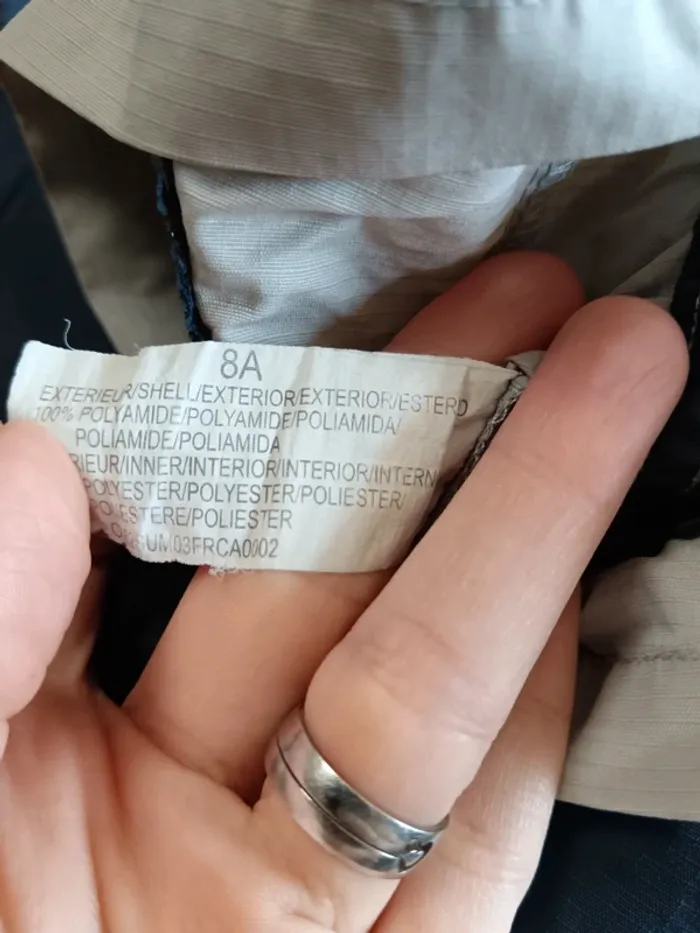 8A
EXTERIEUR/SHELL/EXTERIOR/EXTERIOR/ESTERO
100% POLYAMIDE/POLYAMIDE/POLIAMIDA/
POLIAMIDE/POLIAMIDA
RIEUR/INNER/INTERIOR/INTERIOR/INTERN
POLYESTER/POLYESTER/POLIESTER/
POLIESTERE/POLIESTER
SUM03FRCA0002